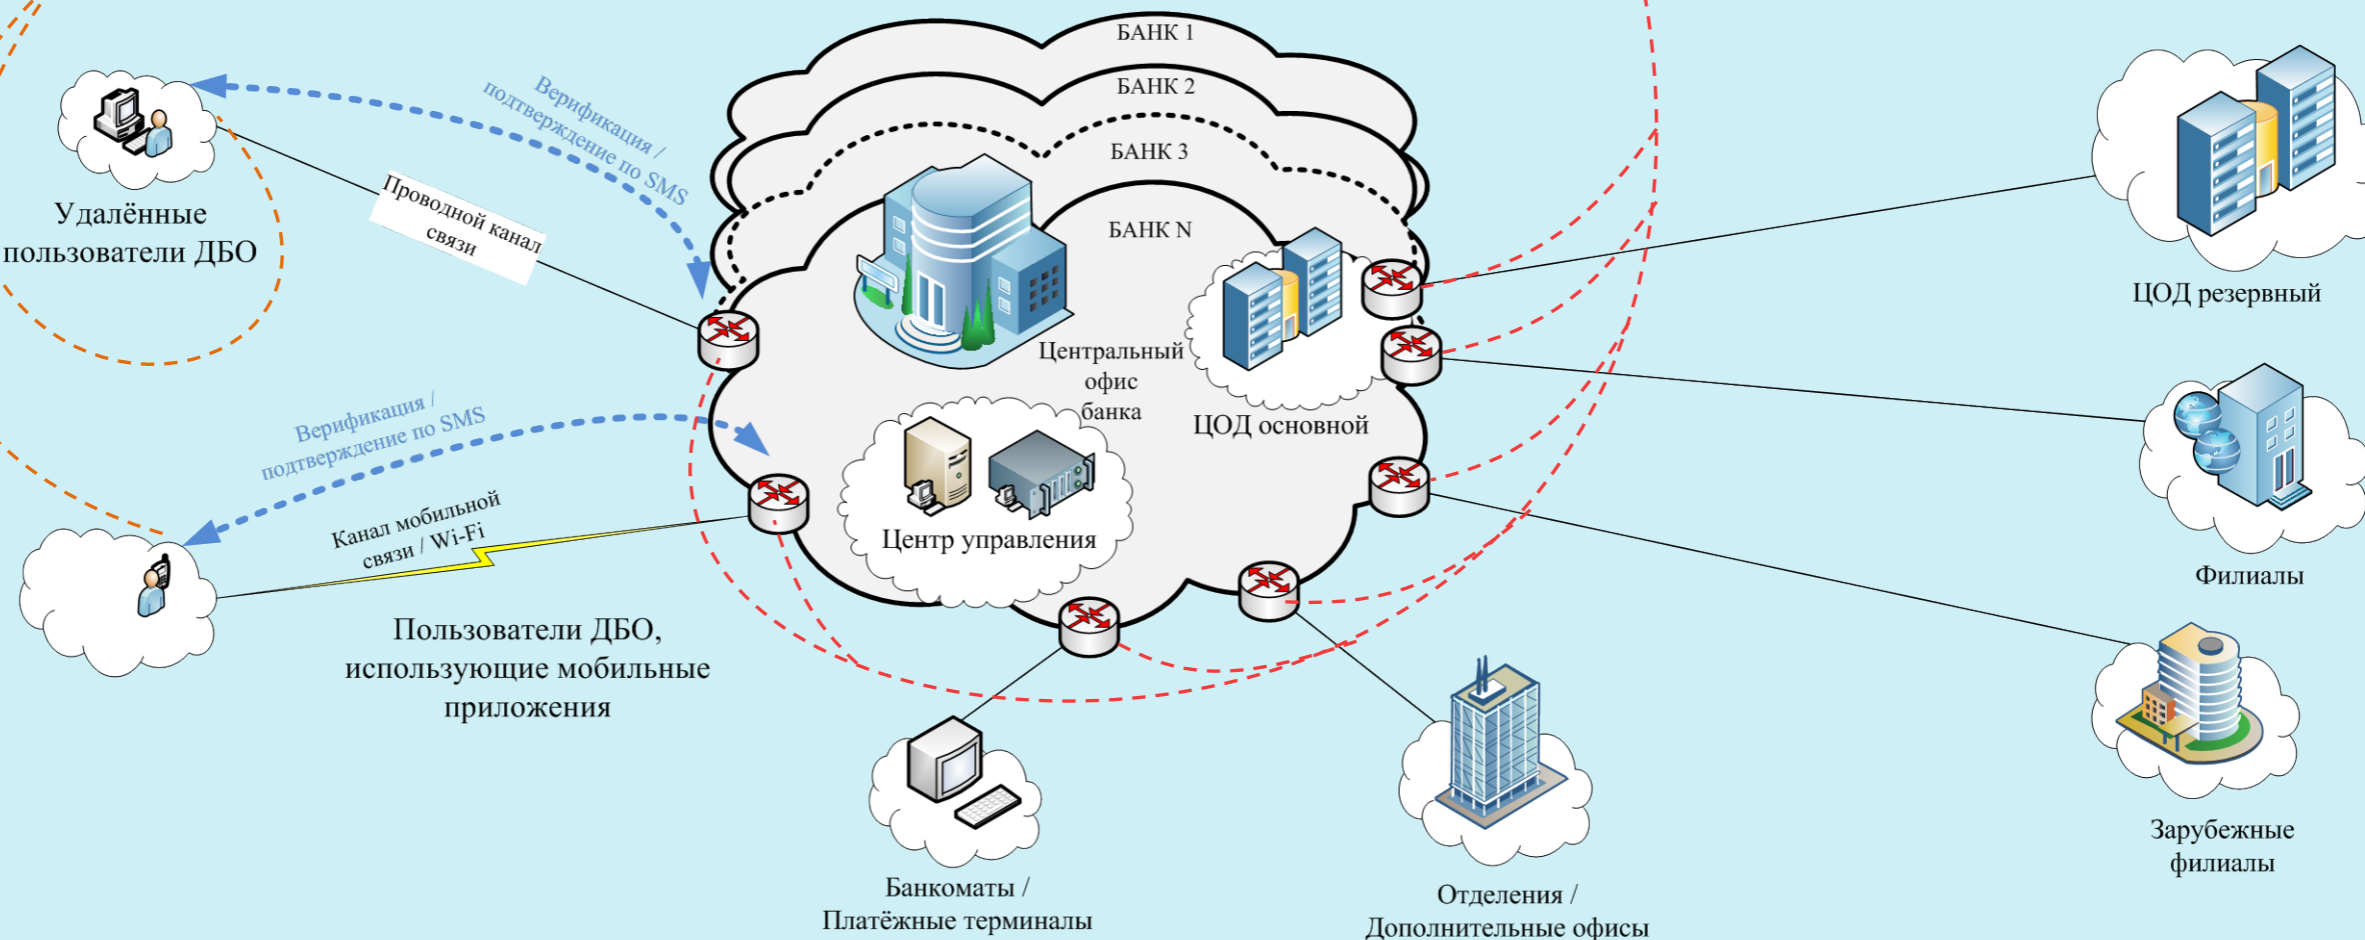 БАНК 1
БАНК 2
БАНК 3
БАНК N
Верификация /
подтверждение по SMS
Удалённые
пользователи ДБО
Проводной канал
связи
Центральный
офис
банка
ЦОД основной
ЦОД резервный
Верификация /
подтверждение по SMS
Канал мобильной
связи / Wi-Fi
Центр управления
Филиалы
Пользователи ДБО,
использующие мобильные
приложения
Зарубежные
филиалы
Банкоматы /
Платёжные терминалы
Отделения /
Дополнительные офисы